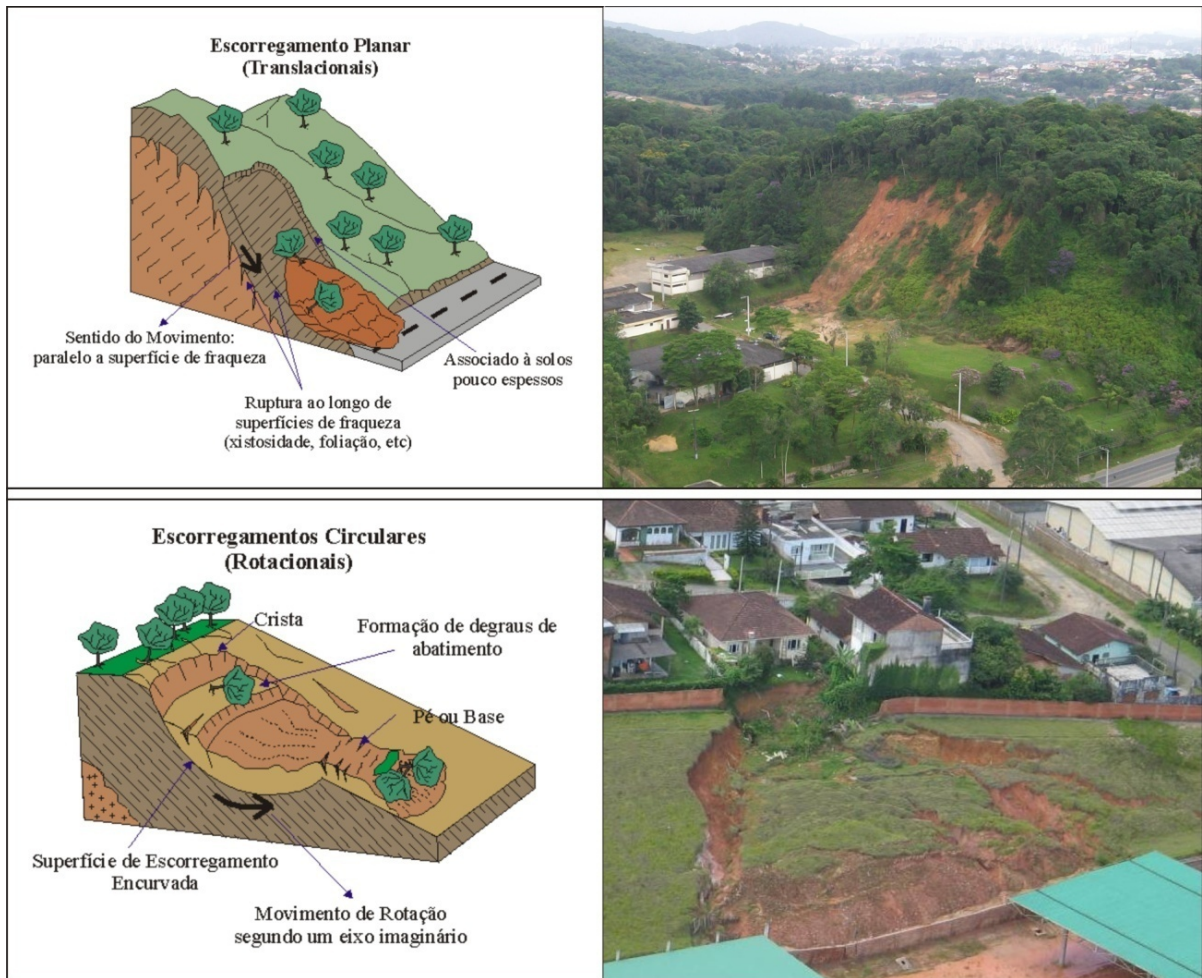 Escorregamento Planar
(Translacionais)
Sentido do Movimento:
paralelo a superfície de fraqueza
Associado à solos
pouco espessos
Ruptura ao longo de
superfícies de fraqueza
(xistosidade, foliação, etc)
Escorregamentos Circulares
(Rotacionais)
Crista
Formação de degraus de
abatimento
Pé ou Base
Superfície de Escorregamento
Encurvada
Movimento de Rotação
segundo um eixo imaginário